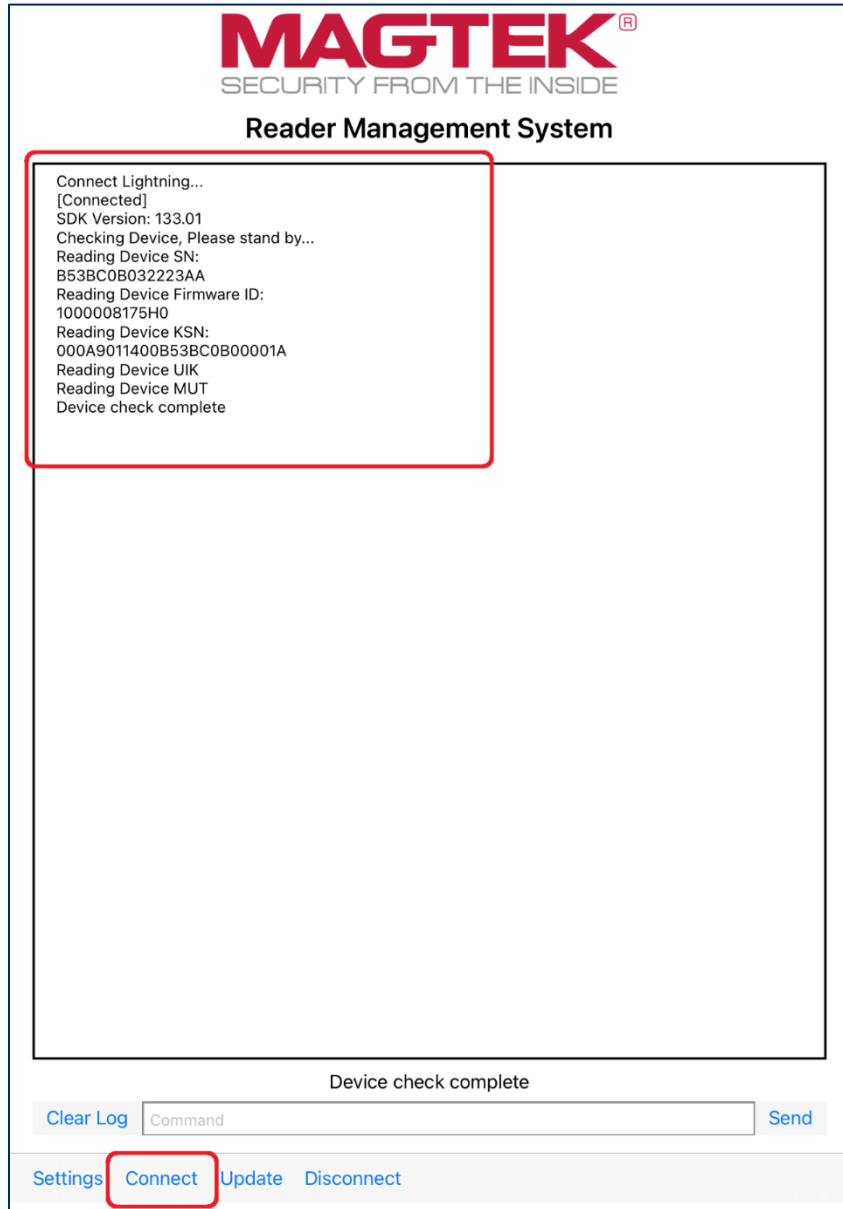 MAGTEK®
SECURITY FROM THE INSIDE
Reader Management System
Connect Lightning...
[Connected]
SDK Version: 133.01
Checking Device, Please stand by...
Reading Device SN:
B53BC0B032223AA
Reading Device Firmware ID:
1000008175H0
Reading Device KSN:
000A9011400B53BC0B00001A
Reading Device UIK
Reading Device MUT
Device check complete
Device check complete
Clear Log Command Send
Settings Connect Update Disconnect